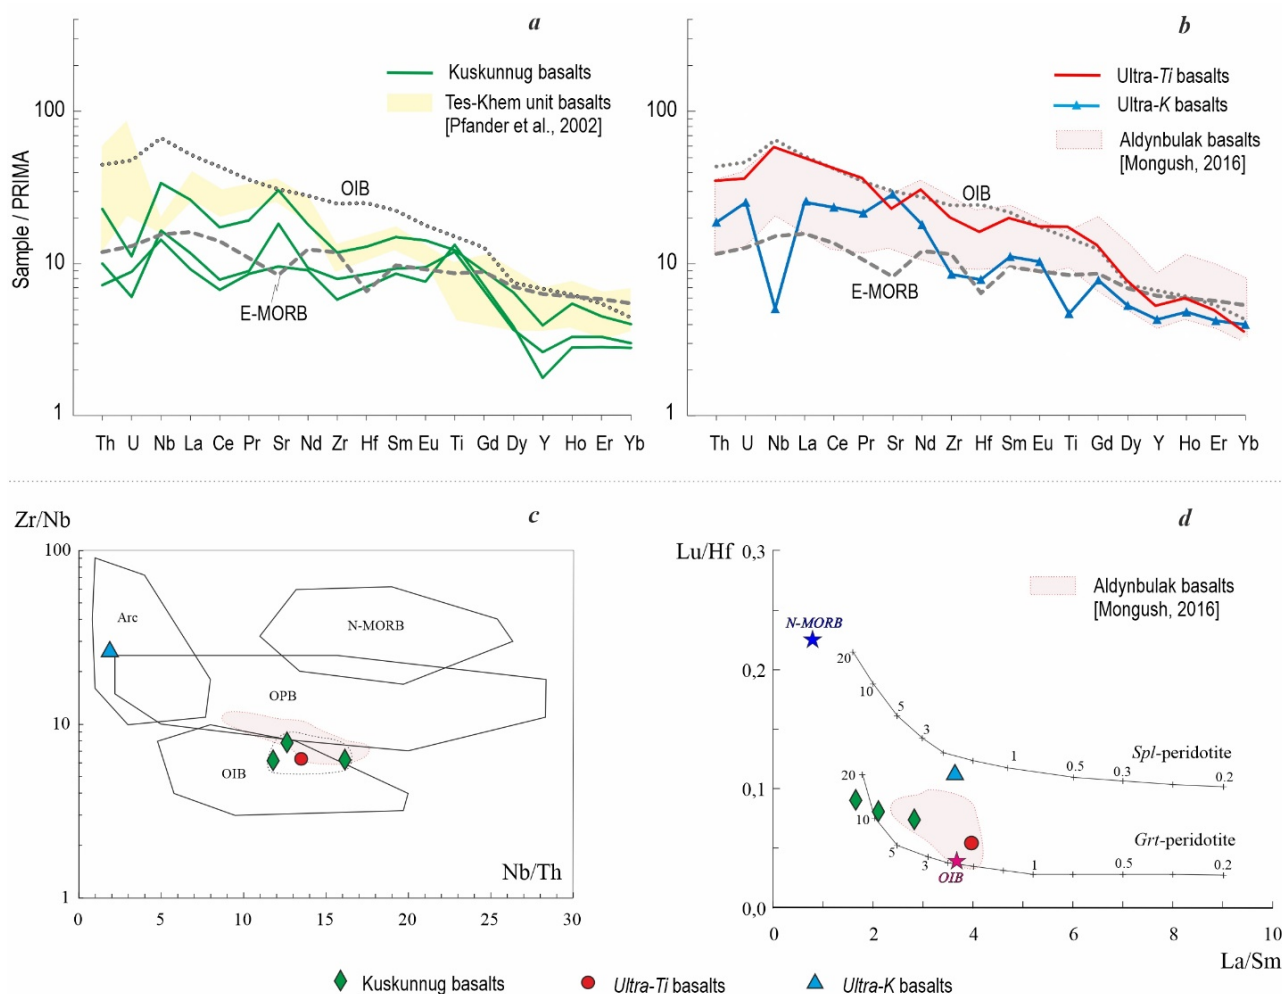 a
Kuskunnug basalts
Tes-Khem unit basalts
[Pfander et al., 2002]
Sample / PRIMA
100
10
1
OIB
E-MORB
Th U Nb La Ce Pr Sr Nd Zr Hf Sm Eu Ti Gd Dy Y Ho Er Yb
b
Ultra-Ti basalts
Ultra-K basalts
Aldynbulak basalts
[Mongush, 2016]
100
10
1
OIB
E-MORB
Th U Nb La Ce Pr Sr Nd Zr Hf Sm Eu Ti Gd Dy Y Ho Er Yb
c
Zr/Nb
100
10
1
Arc
N-MORB
OPB
OIB
Nb/Th
0 5 10 15 20 25 30
d
Lu/Hf
0,3
0,2
0,1
0,0
Aldynbulak basalts
[Mongush, 2016]
N-MORB
20
10
5
3
1
0.5
0.3
0.2
Spl-peridotite
20
10
5
3
1
0.5
0.2
Grt-peridotite
OIB
0 2 4 6 8 10
La/Sm
Kuskunnug basalts
Ultra-Ti basalts
Ultra-K basalts